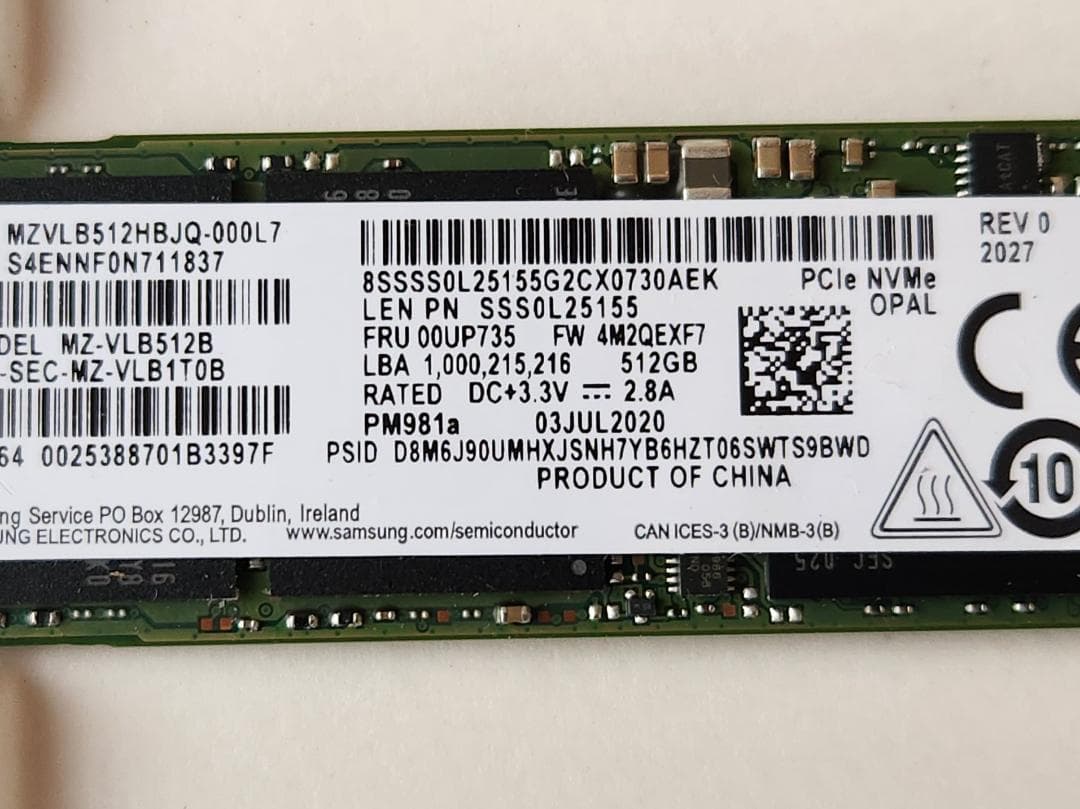 MZVLB512HBJQ-000L7
S4ENNF0N711837
DEL MZ-VLB512B
-SEC-MZ-VLB1T0B
64 0025388701B3397F
ng Service PO Box 12987, Dublin, Ireland
UNG ELECTRONICS CO., LTD. www.samsung.com/semiconductor
8SSSS0L25155G2CX0730AEK
LEN PN SSS0L25155
FRU 00UP735 FW 4M2QEXF7
LBA 1,000,215,216 512GB
RATED DC+3.3V 2.8A
PM981a 03JUL2020
PSID D8M6J90UMHXJSNH7YB6HZT06SWTS9BWD
PRODUCT OF CHINA
CAN ICES-3 (B)/NMB-3(B)
PCIe NVMe
OPAL
REV 0
2027
CE
10
SEC 025